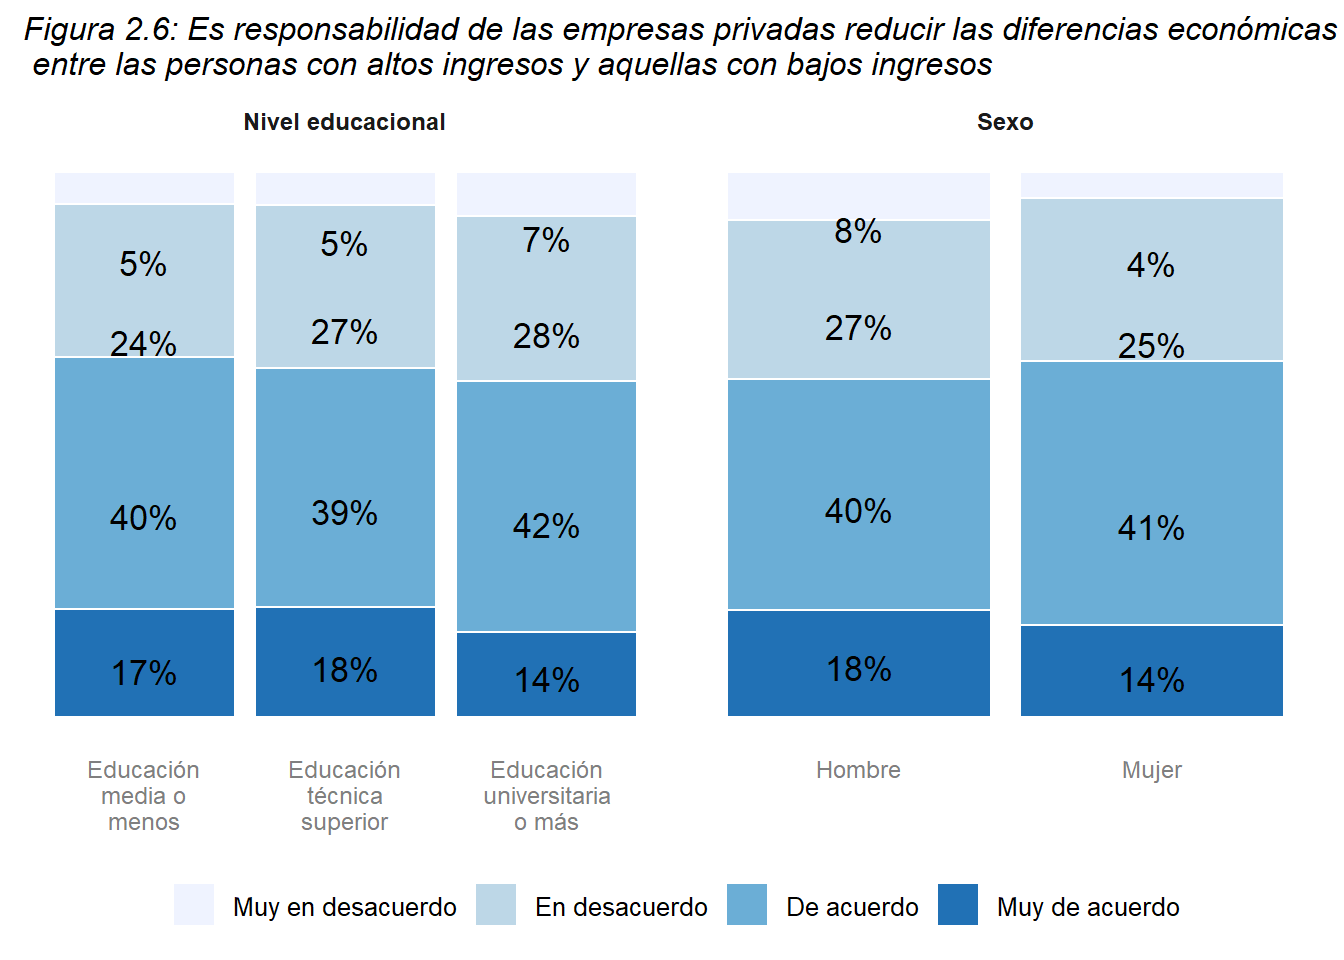 Figura 2.6: Es responsabilidad de las empresas privadas reducir las diferencias económicas
entre las personas con altos ingresos y aquellas con bajos ingresos
Nivel educacional
5%
24%
40%
17%
5%
27%
39%
18%
7%
28%
42%
14%
Educación
media o
menos
Educación
técnica
superior
Educación
universitaria
o más
Sexo
8%
27%
40%
18%
4%
25%
41%
14%
Hombre
Mujer
Muy en desacuerdo
En desacuerdo
De acuerdo
Muy de acuerdo